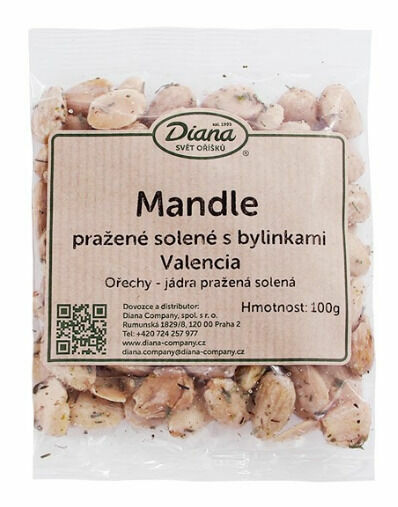 est. 1993
Diana
SVĚT OŘÍŠKŮ
®
Mandle
pražené solené s bylinkami
Valencia
Ořechy - jádra pražená solená
Dovozce a distributor:
Diana Company, spol. s r. o.
Rumunská 1829/8, 120 00 Praha 2
Tel: +420 724 257 977
www.diana-company.cz
diana.company@diana-company.cz
Hmotnost: 100g